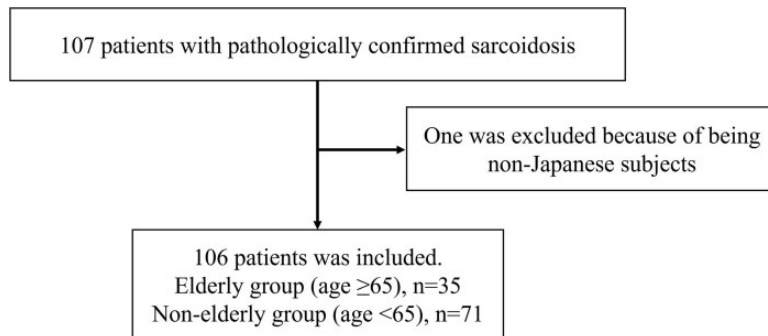 107 patients with pathologically confirmed sarcoidosis
One was excluded because of being
non-Japanese subjects
106 patients was included.
Elderly group (age ≥65), n=35
Non-elderly group (age <65), n=71